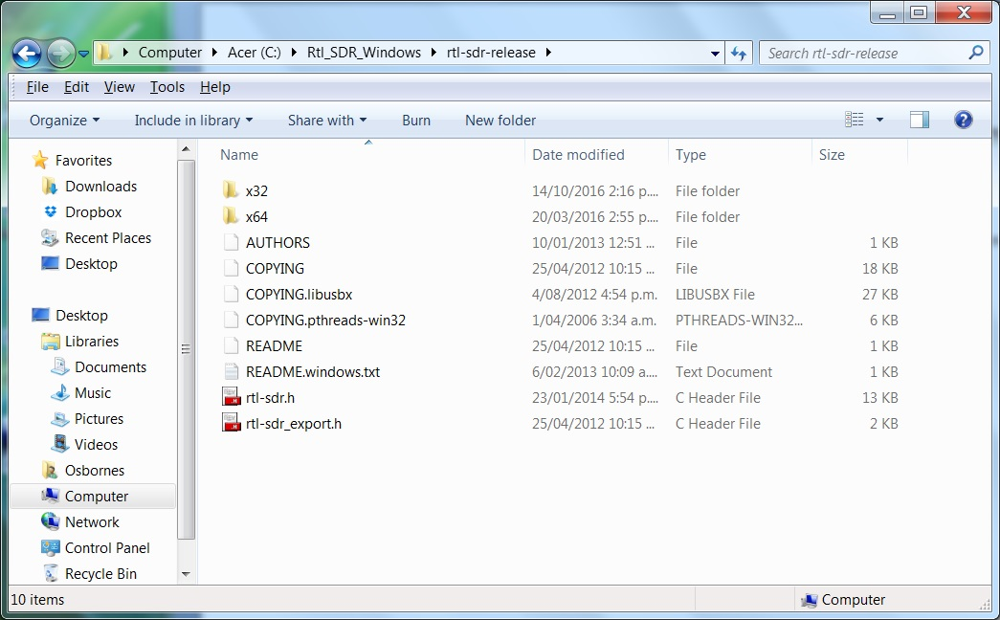 Computer Acer (C:) Rtl_SDR_Windows rtl-sdr-release Search rtl-sdr-release
File Edit View Tools Help
Organize Include in library Share with Burn New folder
Name Date modified Type Size
Favorites
Downloads
Dropbox
Recent Places
Desktop
Desktop
Libraries
Documents
Music
Pictures
Videos
Osbornes
Computer
Network
Control Panel
Recycle Bin
x32 14/10/2016 2:16 p.... File folder
x64 20/03/2016 2:55 p.... File folder
AUTHORS 10/01/2013 12:51 ... File 1 KB
COPYING 25/04/2012 10:15 ... File 18 KB
COPYING.libusbx 4/08/2012 4:54 p.m. LIBUSBX File 27 KB
COPYING.pthreads-win32 1/04/2006 3:34 a.m. PTHREADS-WIN32... 6 KB
README 25/04/2012 10:15 ... File 1 KB
README.windows.txt 6/02/2013 10:09 a.... Text Document 1 KB
rtl-sdr.h 23/01/2014 5:54 p.... C Header File 13 KB
rtl-sdr_export.h 25/04/2012 10:15 ... C Header File 2 KB
10 items Computer